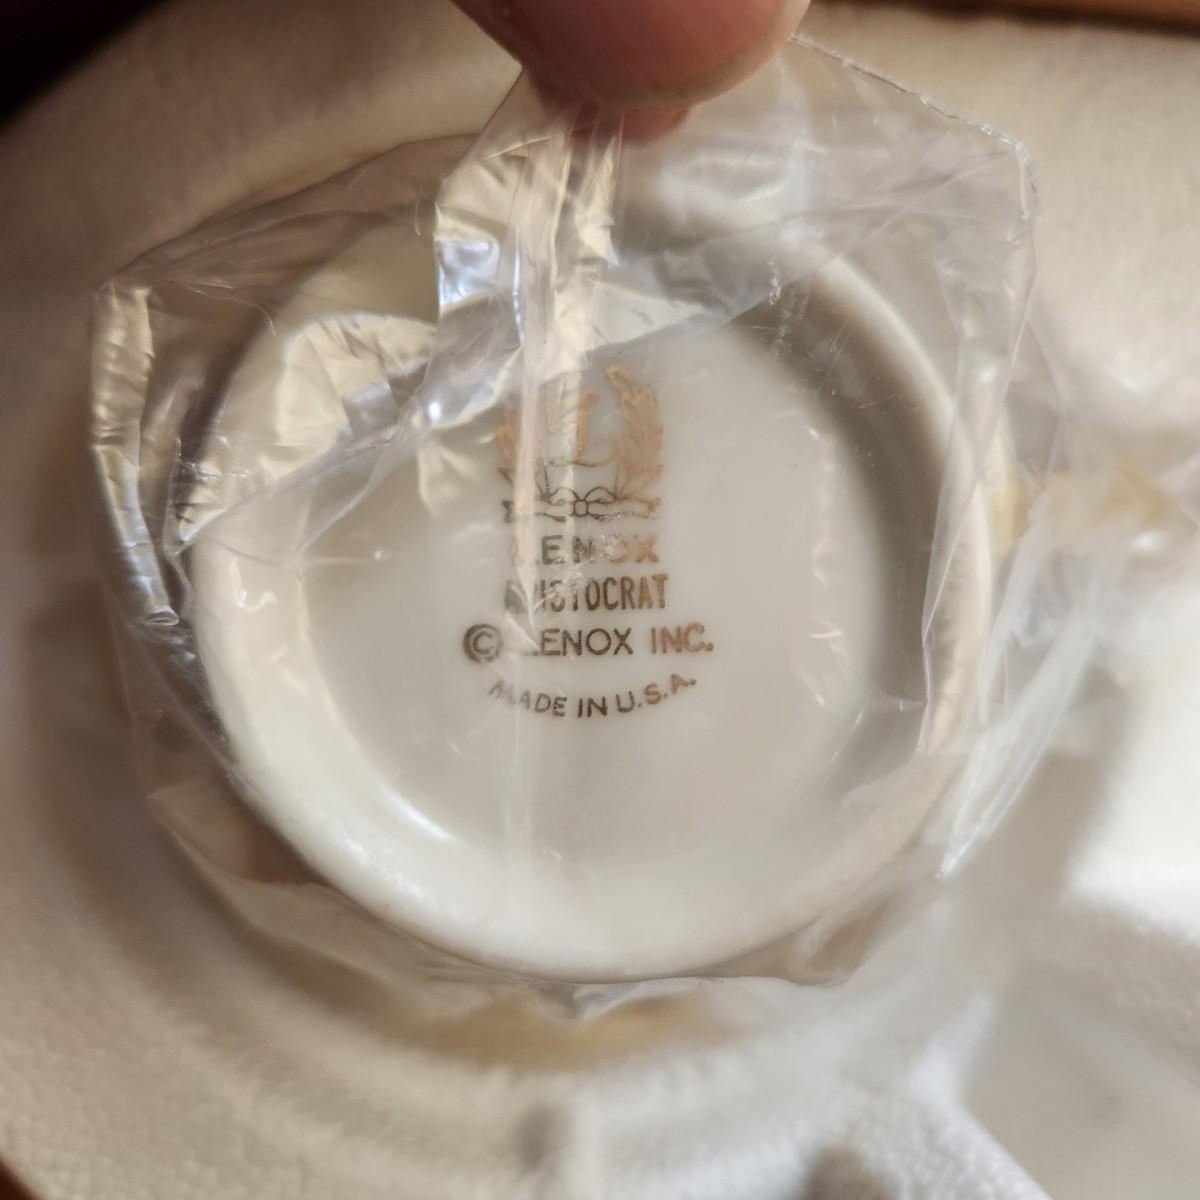 L
LENOX
ARISTOCRAT
© LENOX INC.
MADE IN U.S.A.